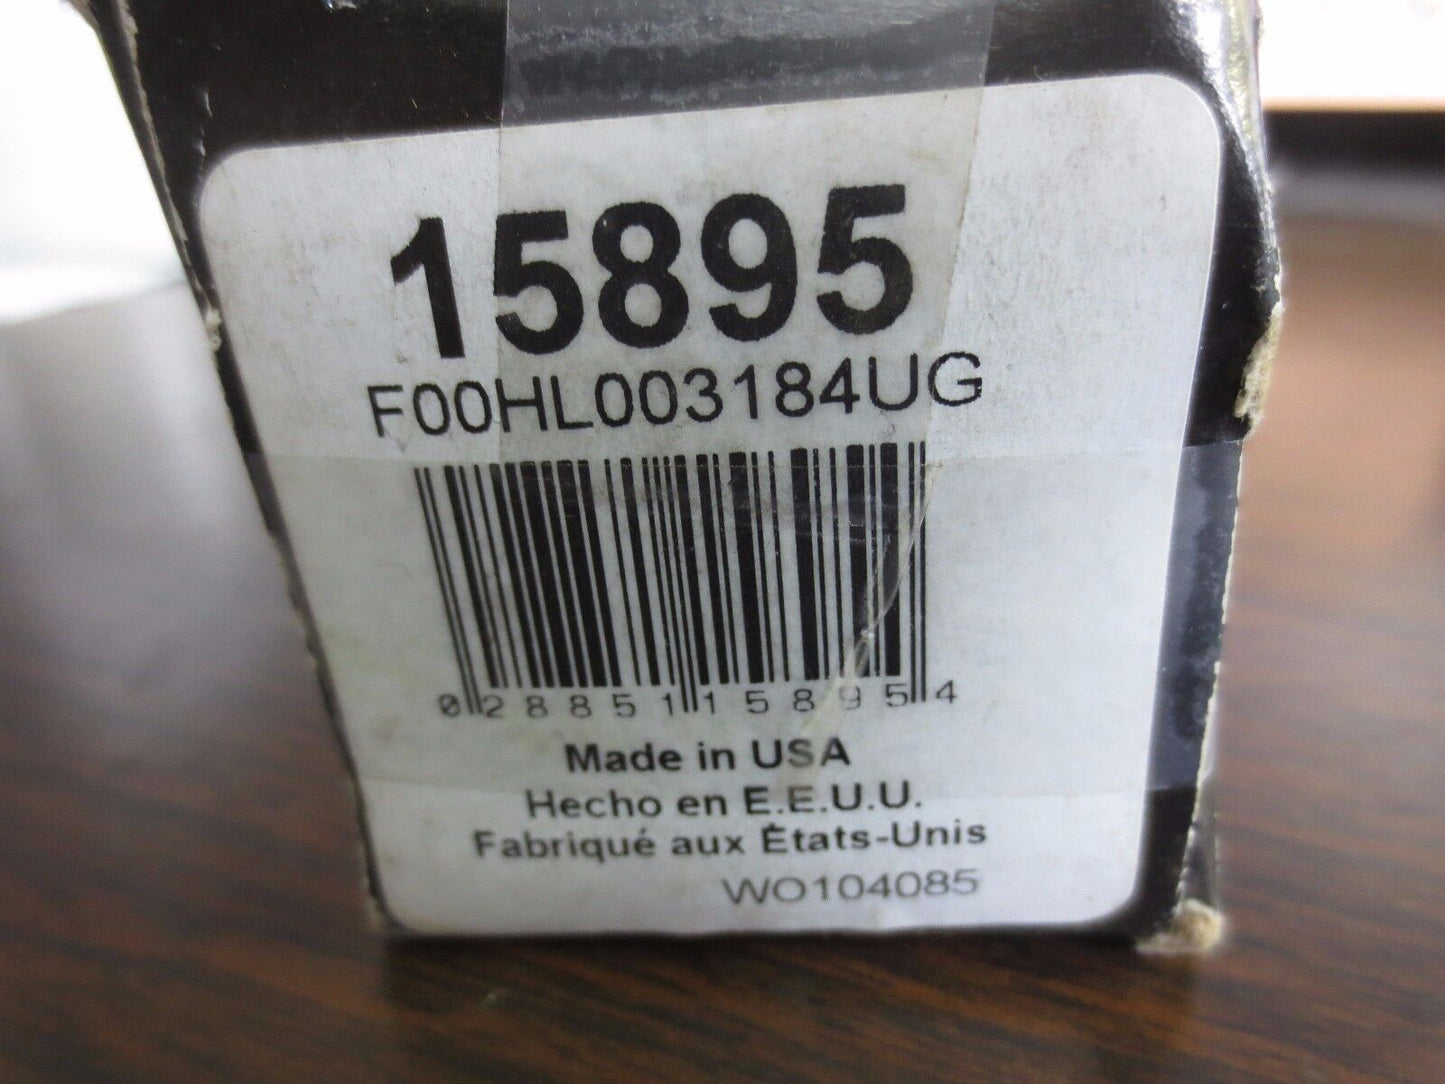 15895
F00HL003184UG
0 28851 15895 4
Made in USA
Hecho en E.E.U.U.
Fabriqué aux États-Unis
WO104085